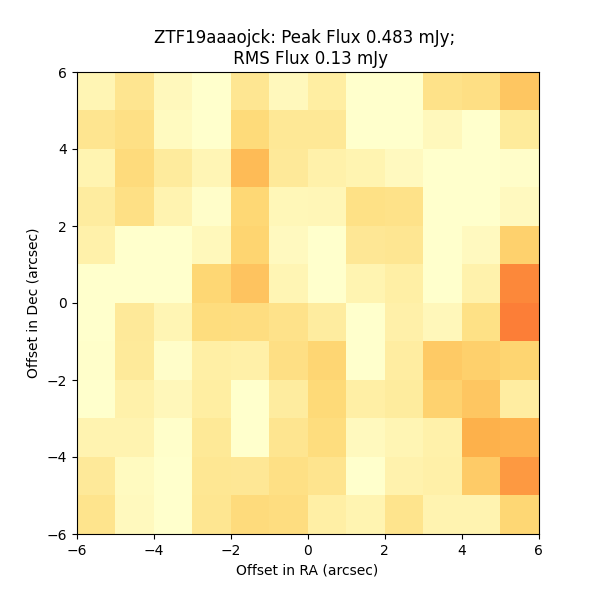 ZTF19aaaojck: Peak Flux 0.483 mJy;
RMS Flux 0.13 mJy
6
4
2
0
−2
−4
−6
Offset in Dec (arcsec)
−6 −4 −2 0 2 4 6
Offset in RA (arcsec)